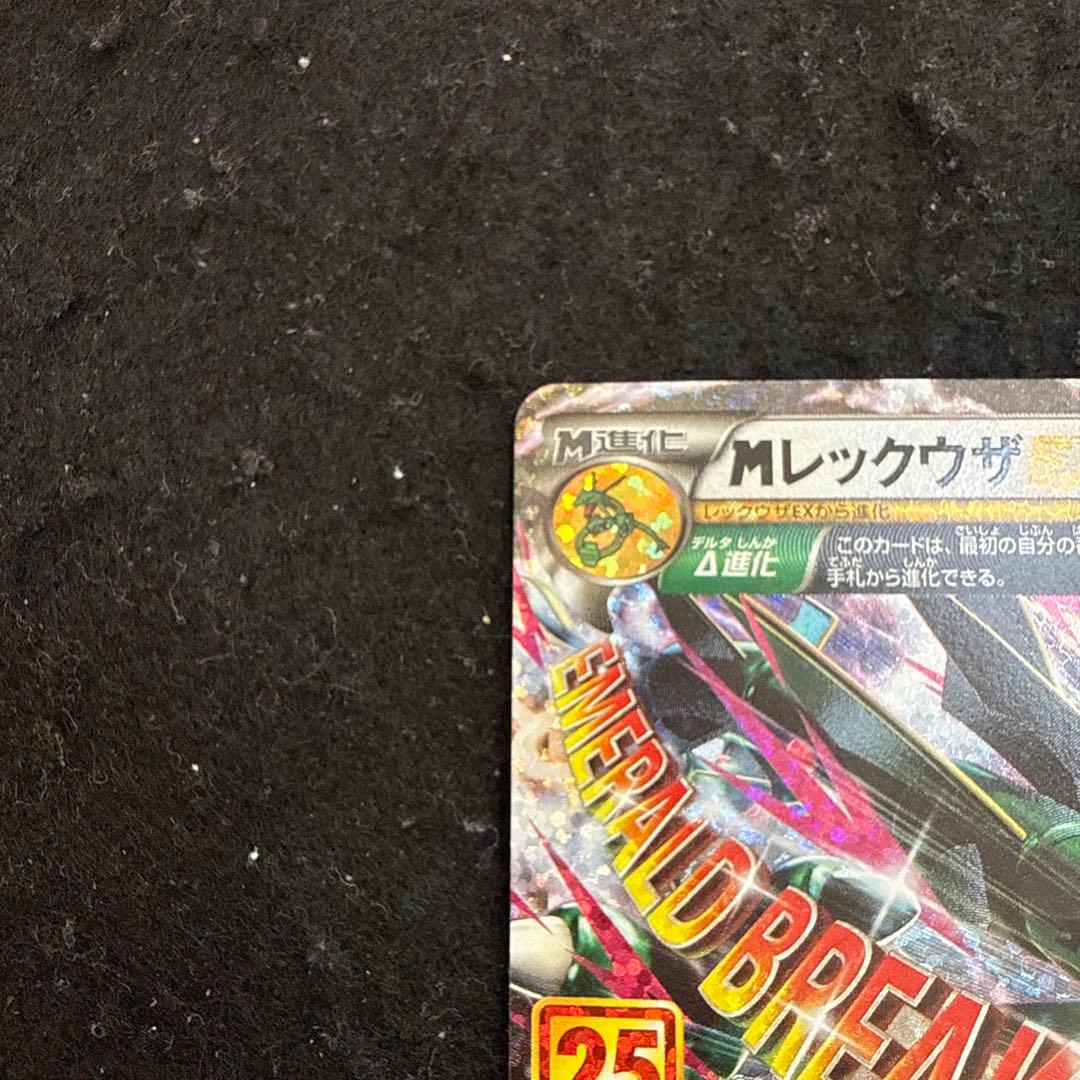 M進化
MレックウザE
レックウザEXから進化
デルタ しんか
Δ進化
さいしょ じぶん
このカードは、最初の自分の番
てふだ しんか
手札から進化できる。
EMERALD BREAK
25